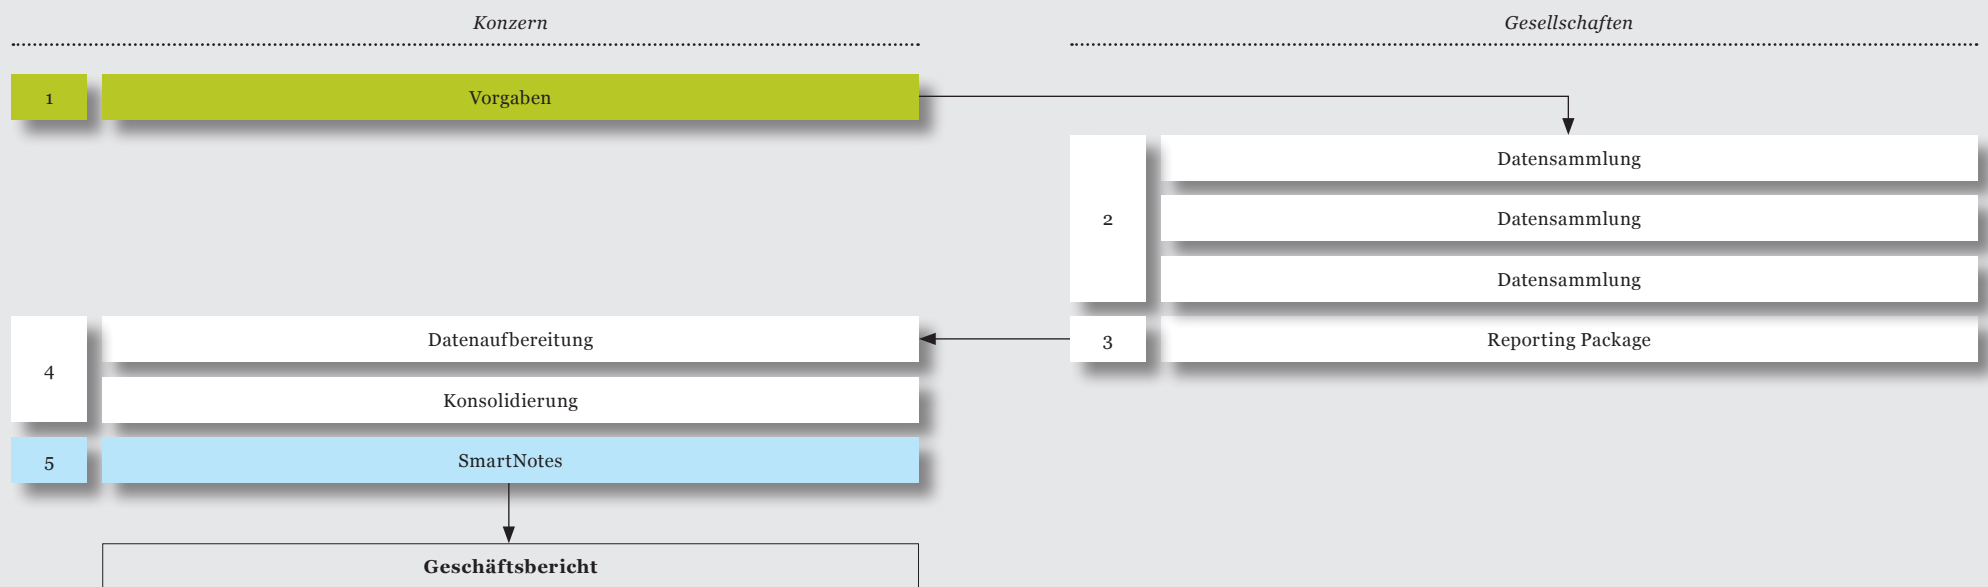 Konzern
Gesellschaften
1
Vorgaben
2
Datensammlung
Datensammlung
Datensammlung
3
Reporting Package
4
Datenaufbereitung
Konsolidierung
5
SmartNotes
Geschäftsbericht